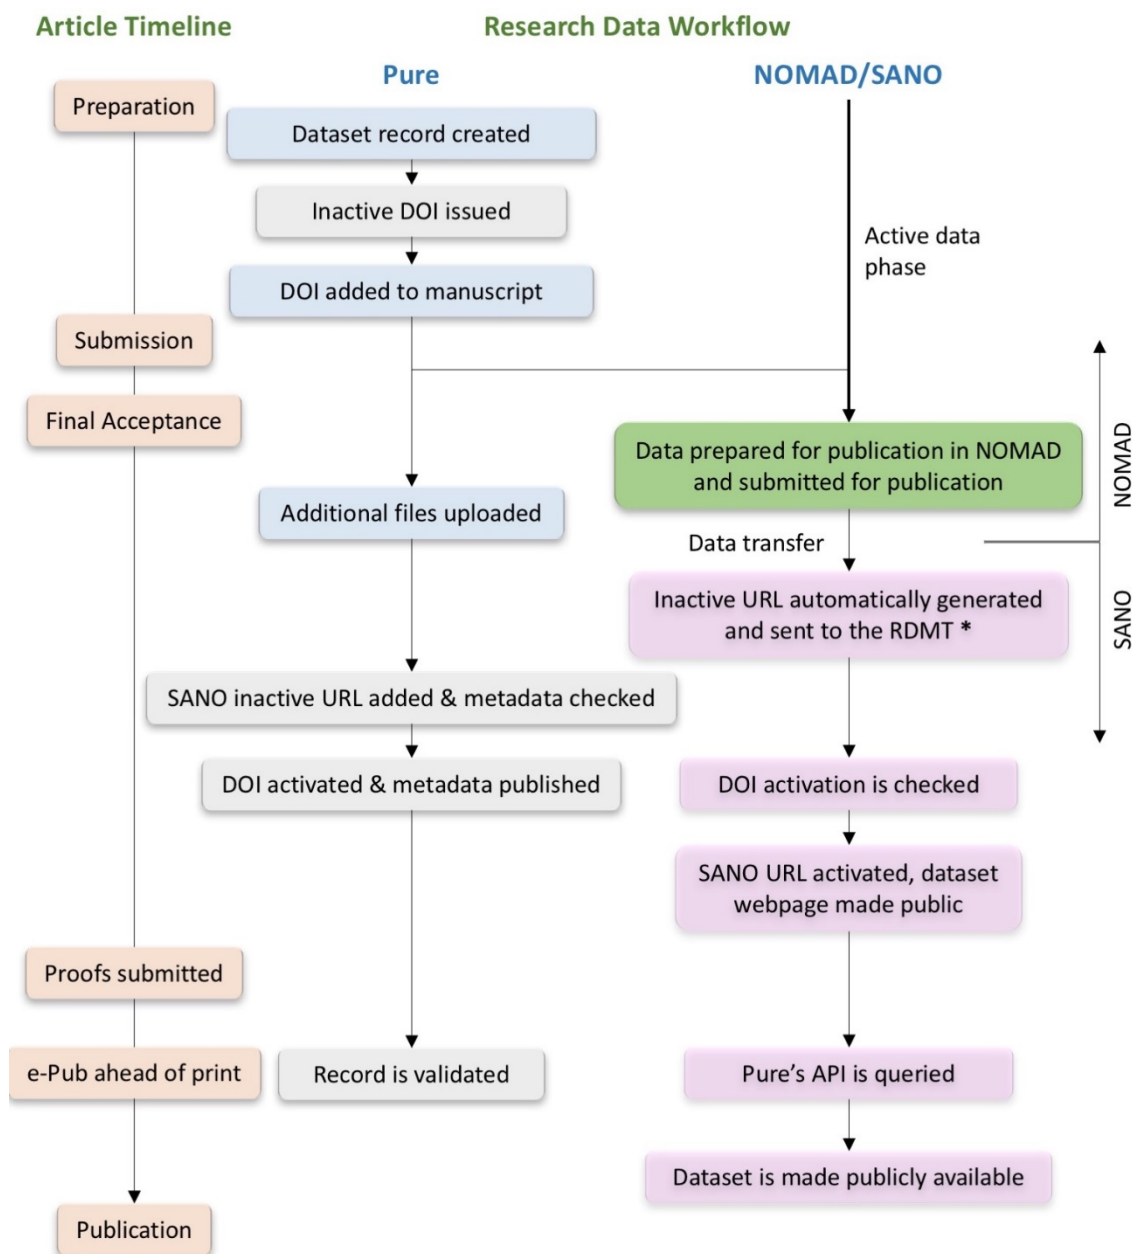 Article Timeline
Research Data Workflow
Pure
NOMAD/SANO
Preparation
Dataset record created
Inactive DOI issued
Active data
phase
DOI added to manuscript
Submission
Final Acceptance
Data prepared for publication in NOMAD
and submitted for publication
NOMAD
Additional files uploaded
Data transfer
Inactive URL automatically generated
and sent to the RDMT *
SANO
SANO inactive URL added & metadata checked
DOI activated & metadata published
DOI activation is checked
SANO URL activated, dataset
webpage made public
Proofs submitted
e-Pub ahead of print
Record is validated
Pure’s API is queried
Dataset is made publicly available
Publication